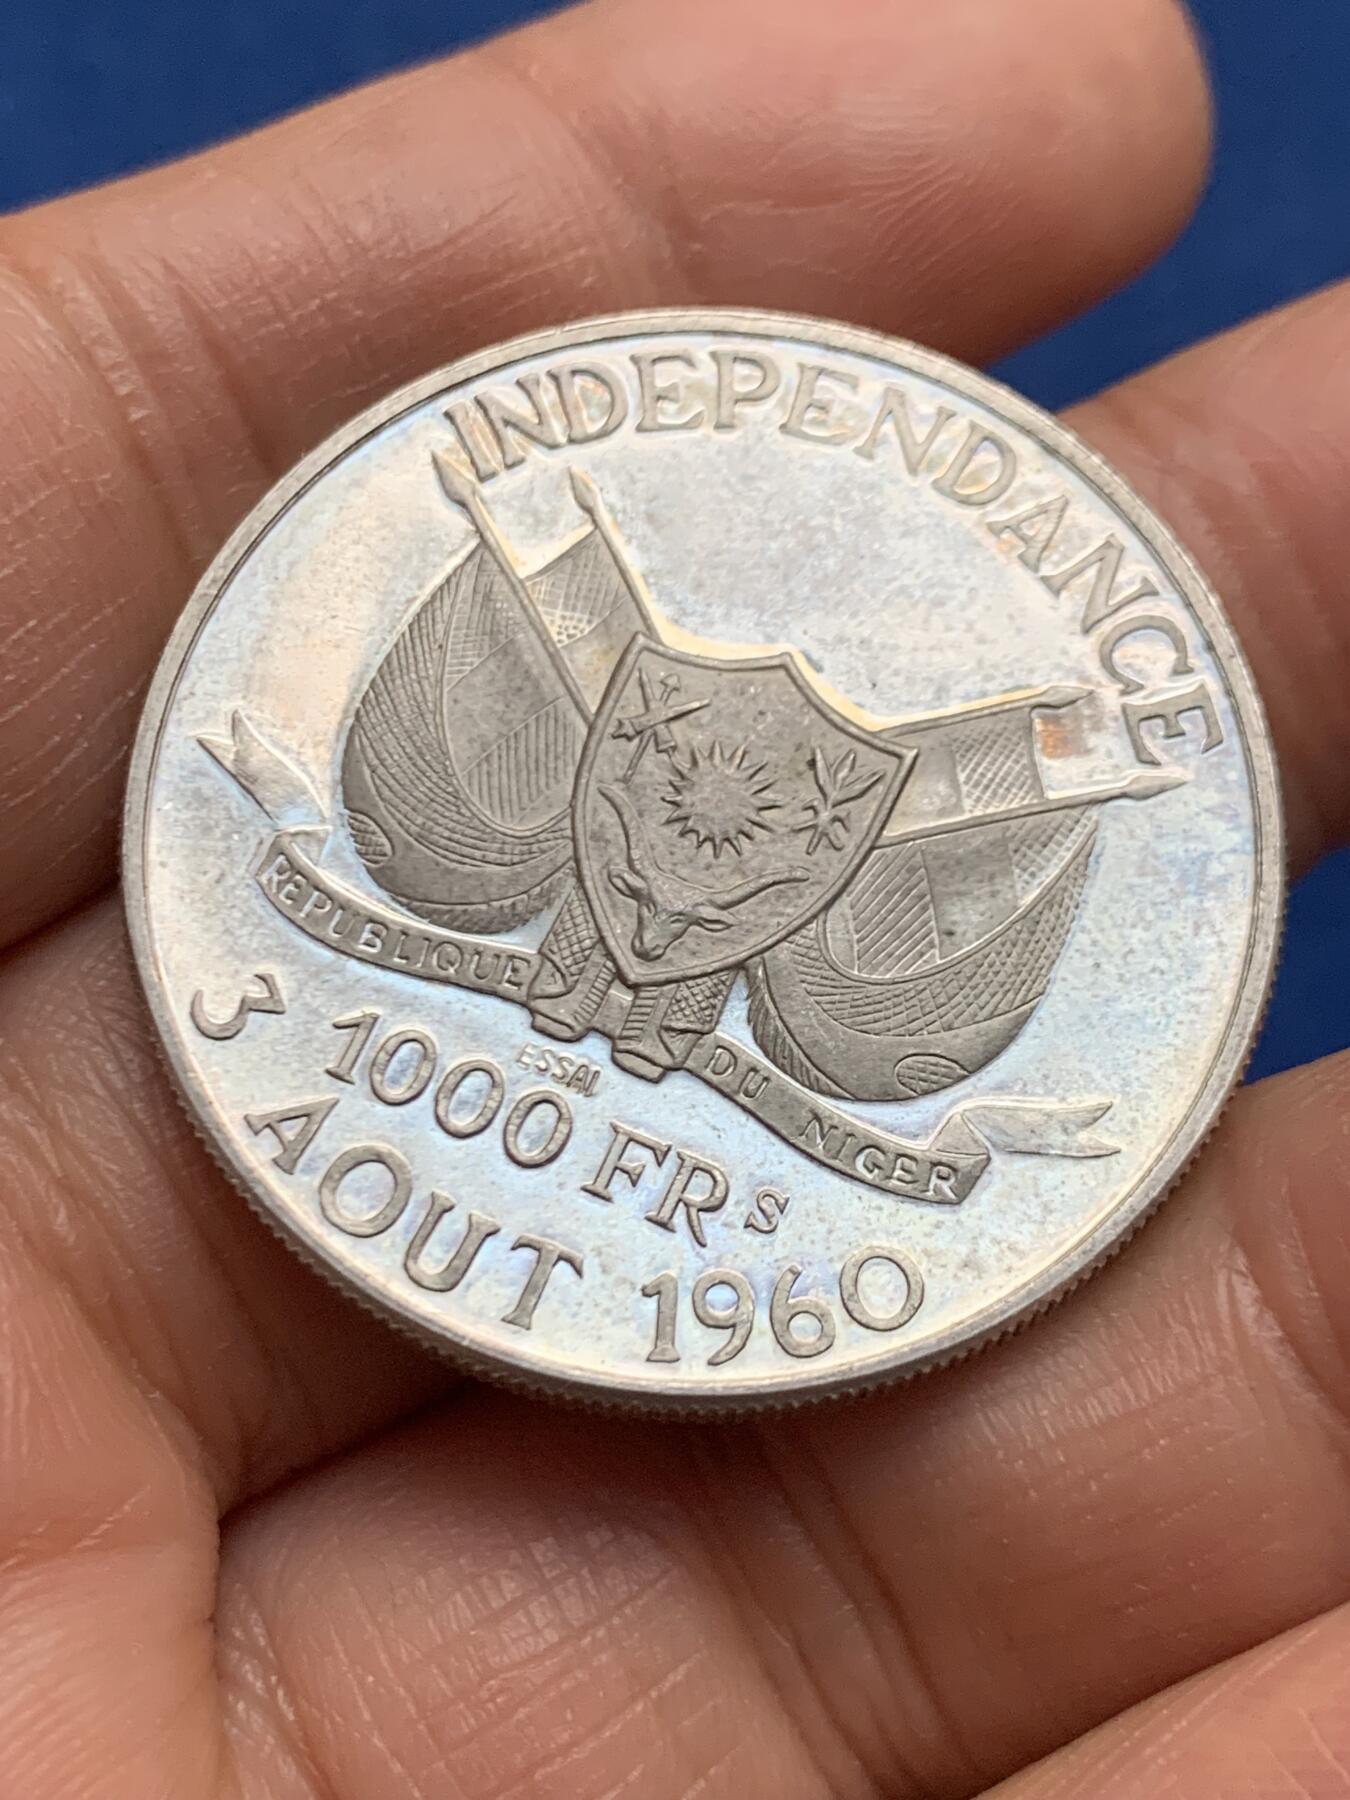 INDEPENDANCE
REPUBLIQUE DU NIGER
ESSAI
1000 FRS
3 AOUT 1960